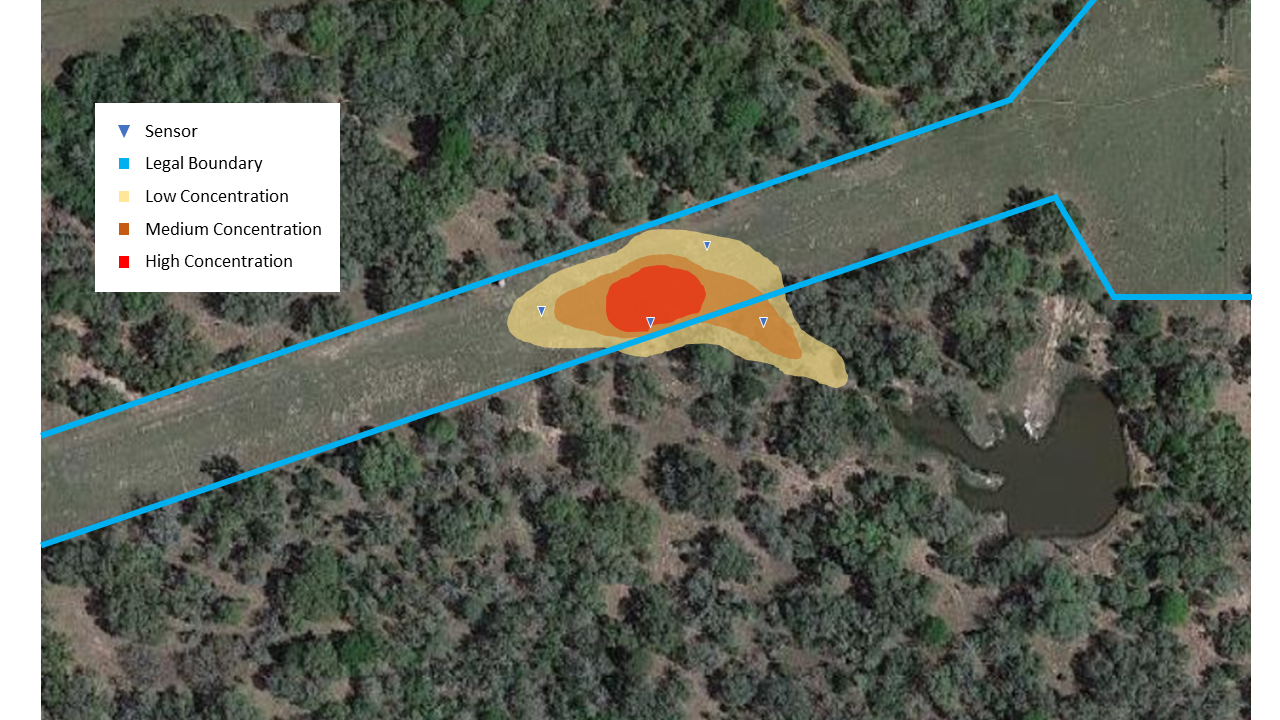 Sensor
Legal Boundary
Low Concentration
Medium Concentration
High Concentration